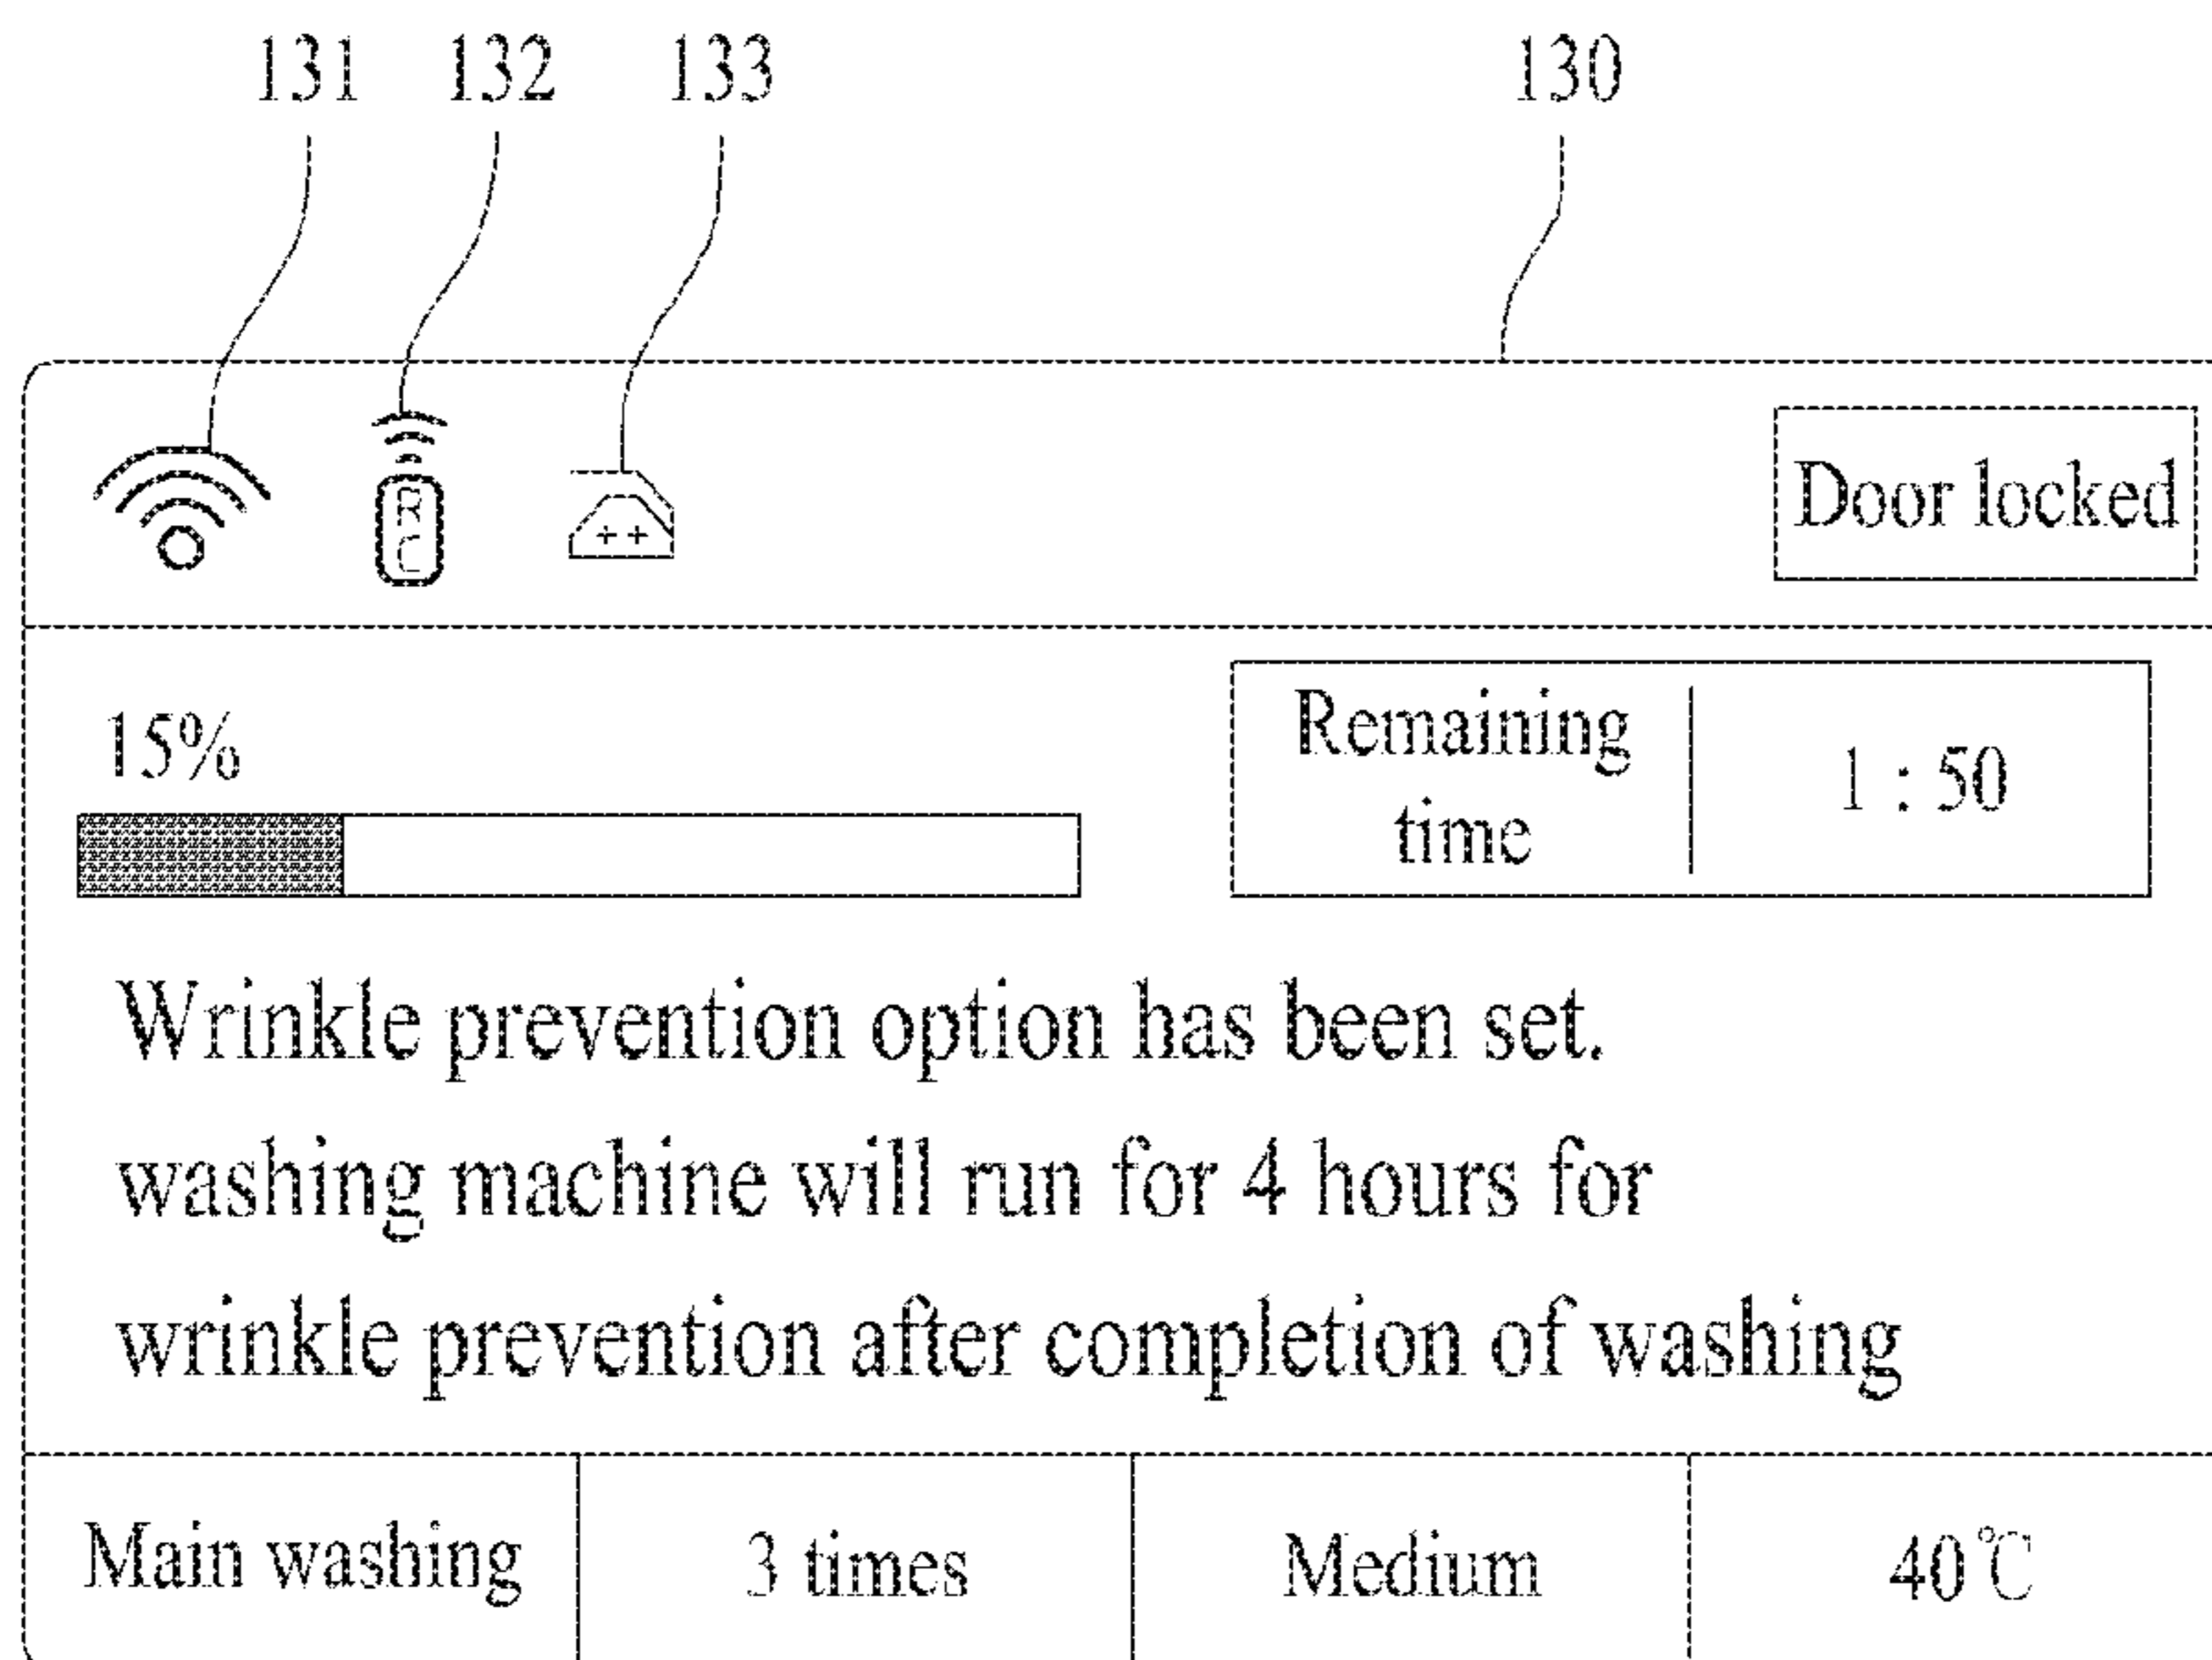 131 132 133 130
RC
Door locked
15%
Remaining
time
1 : 50
Wrinkle prevention option has been set.
washing machine will run for 4 hours for
wrinkle prevention after completion of washing
Main washing 3 times Medium 40℃